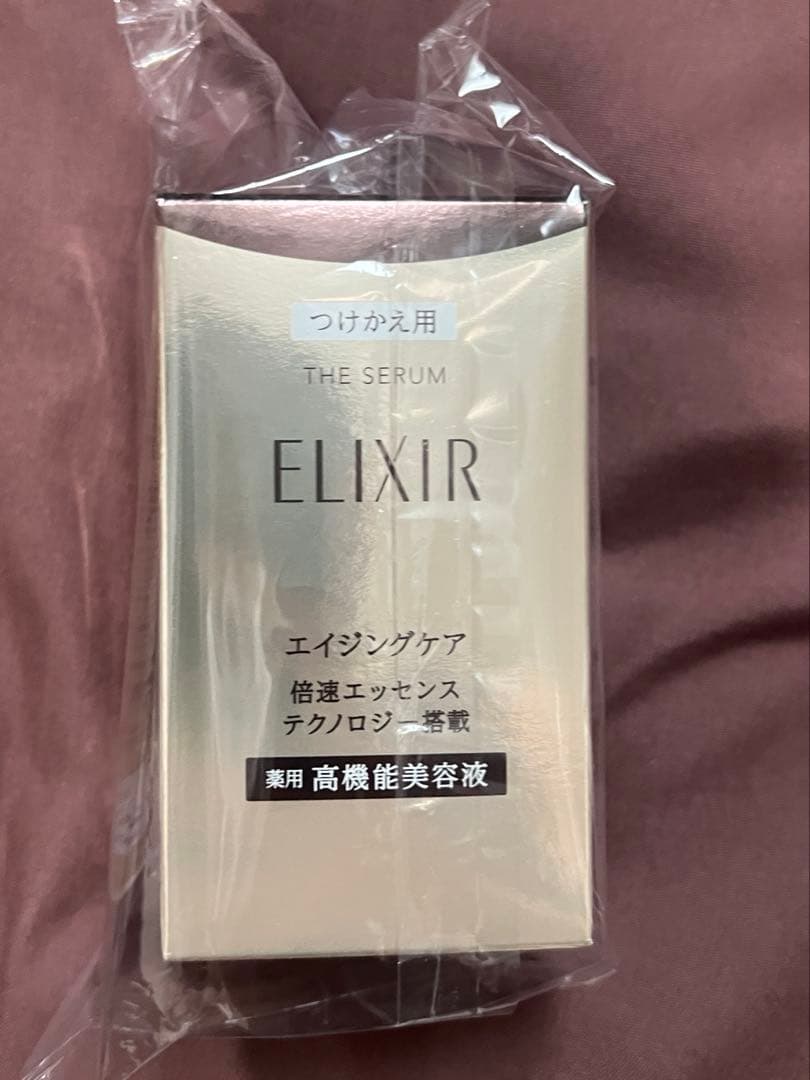 つけかえ用
THE SERUM
ELIXIR
エイジングケア
倍速エッセンス
テクノロジー搭載
薬用 高機能美容液